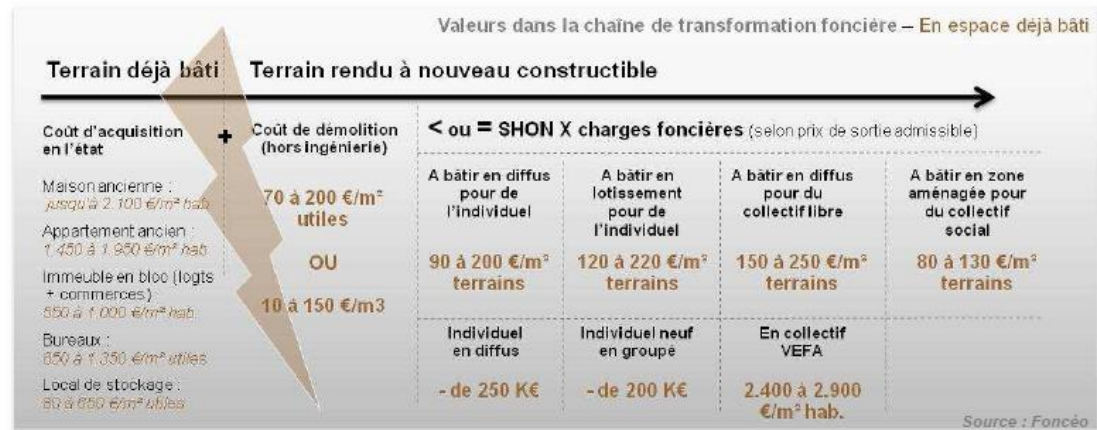 Valeurs dans la chaîne de transformation foncière – En espace déjà bâti
Terrain déjà bâti
Terrain rendu à nouveau constructible
Coût d'acquisition
en l'état
+
Coût de démolition
(hors ingénierie)
< ou = SHON X charges foncières (selon prix de sortie admissible)
Maison ancienne :
jusqu'à 2.100 €/m² hab
Appartement ancien :
1.450 à 1.950 €/m² hab
Immeuble en bloc (logts
+ commerces)
550 à 1.000 €/m² hab
Bureaux :
650 à 1.350 €/m² utiles
Local de stockage :
80 à 650 €/m² utiles
70 à 200 €/m²
utiles
OU
10 à 150 €/m3
A bâtir en diffus
pour de
l'individuel
90 à 200 €/m²
terrains
A bâtir en
lotissement
pour de
l'individuel
120 à 220 €/m²
terrains
A bâtir en diffus
pour du
collectif libre
150 à 250 €/m²
terrains
A bâtir en zone
aménagée pour
du collectif
social
80 à 130 €/m²
terrains
Individuel
en diffus
- de 250 K€
Individuel neuf
en groupé
- de 200 K€
En collectif
VEFA
2.400 à 2.900
€/m² hab.
Source : Foncéo